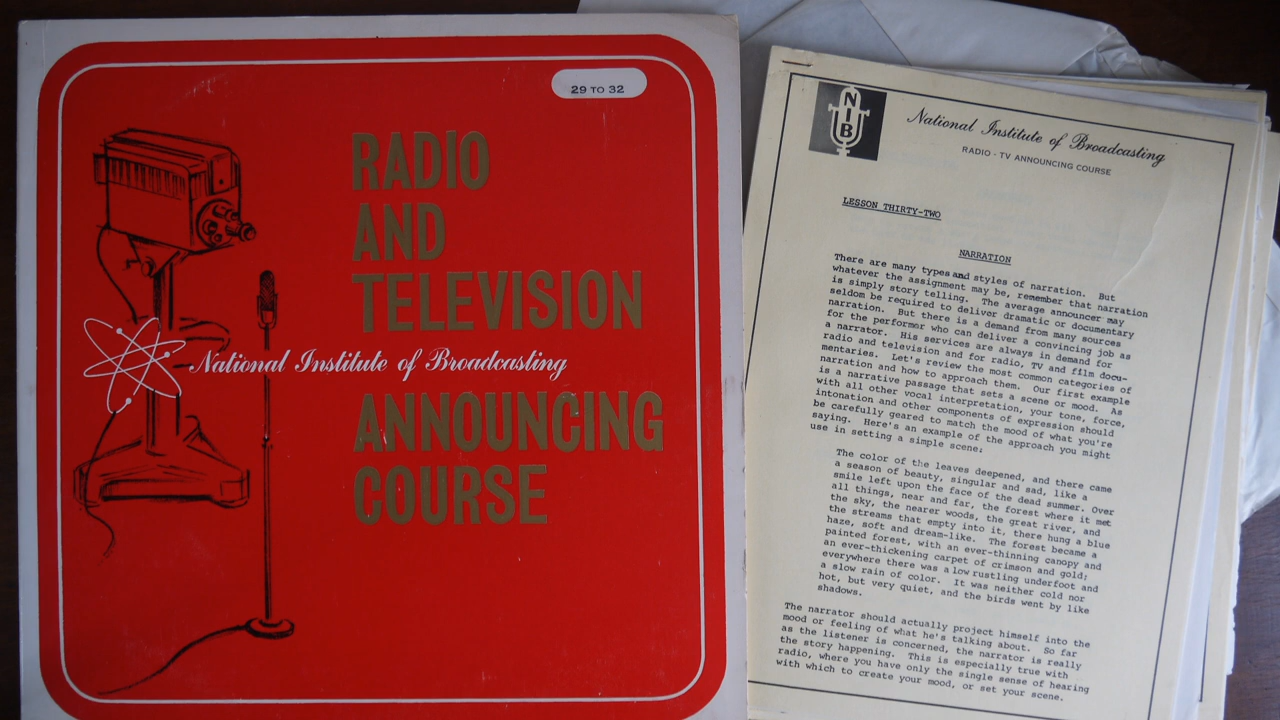 29 TO 32
RADIO
AND
TELEVISION
National Institute of Broadcasting
ANNOUNCING
COURSE
NIB
National Institute of Broadcasting
RADIO - TV ANNOUNCING COURSE
LESSON THIRTY-TWO
NARRATION
There are many types and styles of narration. But
whatever the assignment may be, remember that narration
is simply story telling. The average announcer may
seldom be required to deliver dramatic or documentary
narration. But there is a demand from many sources
for the performer who can deliver a convincing job as
a narrator. His services are always in demand for
radio and television and for radio, TV and film docu-
mentaries. Let's review the most common categories of
narration and how to approach them. Our first example
is a narrative passage that sets a scene or mood. As
with all other vocal interpretation, your tone, force,
intonation and other components of expression should
be carefully geared to match the mood of what you're
saying. Here's an example of the approach you might
use in setting a simple scene:
The color of the leaves deepened, and there came
a season of beauty, singular and sad, like a
smile left upon the face of the dead summer. Over
all things, near and far, the forest where it met
the sky, the nearer woods, the great river, and
the streams that empty into it, there hung a blue
haze, soft and dream-like. The forest became a
painted forest, with an ever-thinning canopy and
an ever-thickening carpet of crimson and gold;
everywhere there was a low rustling underfoot and
a slow rain of color. It was neither cold nor
hot, but very quiet, and the birds went by like
shadows.
The narrator should actually project himself into the
mood or feeling of what he's talking about. So far
as the listener is concerned, the narrator is really
the story happening. This is especially true with
radio, where you have only the single sense of hearing
with which to create your mood, or set your scene.